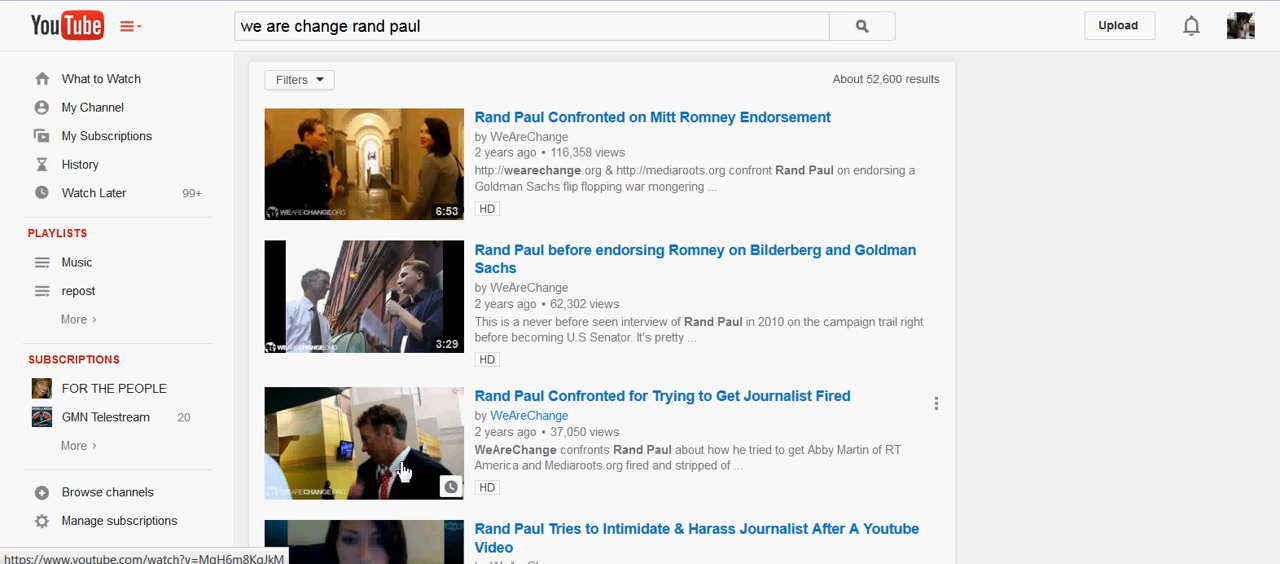 YouTube
we are change rand paul
Upload
What to Watch
My Channel
My Subscriptions
History
Watch Later 99+
PLAYLISTS
Music
repost
More ›
SUBSCRIPTIONS
FOR THE PEOPLE
GMN Telestream 20
More ›
Browse channels
Manage subscriptions
https://www.youtube.com/watch?v=MgH6m8KgJkM
Filters
About 52,600 results
WEARECHANGE.ORG
6:53
Rand Paul Confronted on Mitt Romney Endorsement
by WeAreChange
2 years ago • 116,358 views
http://wearechange.org & http://mediaroots.org confront Rand Paul on endorsing a
Goldman Sachs flip flopping war mongering ...
HD
WEARECHANGE.ORG
3:29
Rand Paul before endorsing Romney on Bilderberg and Goldman
Sachs
by WeAreChange
2 years ago • 62,302 views
This is a never before seen interview of Rand Paul in 2010 on the campaign trail right
before becoming U.S Senator. It's pretty ...
HD
WEARECHANGE.ORG
Rand Paul Confronted for Trying to Get Journalist Fired
by WeAreChange
2 years ago • 37,050 views
WeAreChange confronts Rand Paul about how he tried to get Abby Martin of RT
America and Mediaroots.org fired and stripped of ...
HD
Rand Paul Tries to Intimidate & Harass Journalist After A Youtube
Video